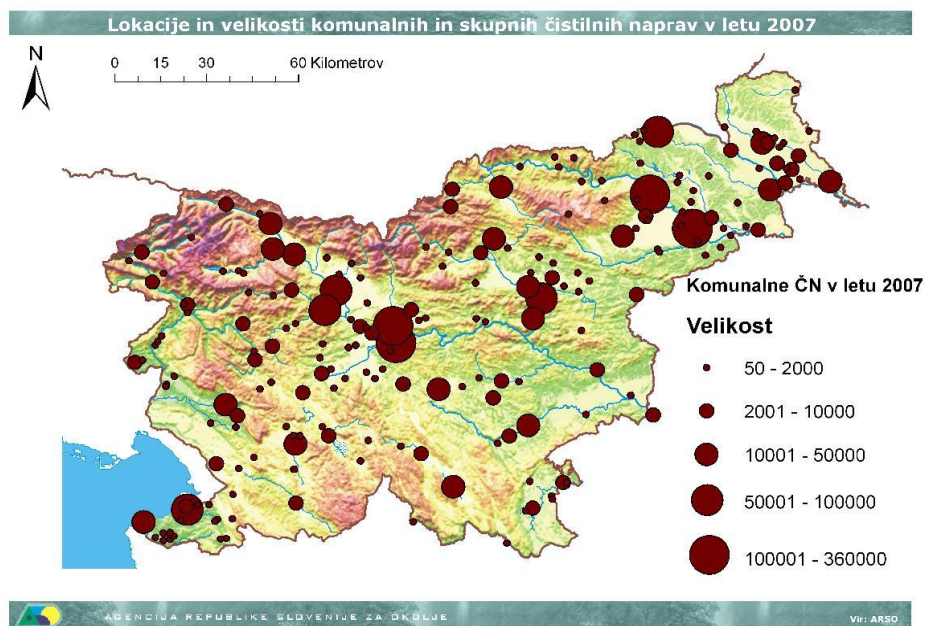 Lokacije in velikosti komunalnih in skupnih čistilnih naprav v letu 2007
N
0 15 30 60 Kilometrov
Komunalne ČN v letu 2007
Velikost
50 - 2000
2001 - 10000
10001 - 50000
50001 - 100000
100001 - 360000
AGENCIJA REPUBLIKE SLOVENIJE ZA OKOLJE
Vir: ARSO